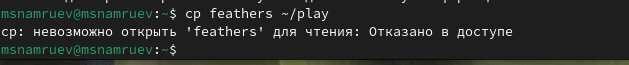 msnamruev@msnamruev:~$ cp feathers ~/play
cp: невозможно открыть 'feathers' для чтения: Отказано в доступе
msnamruev@msnamruev:~$